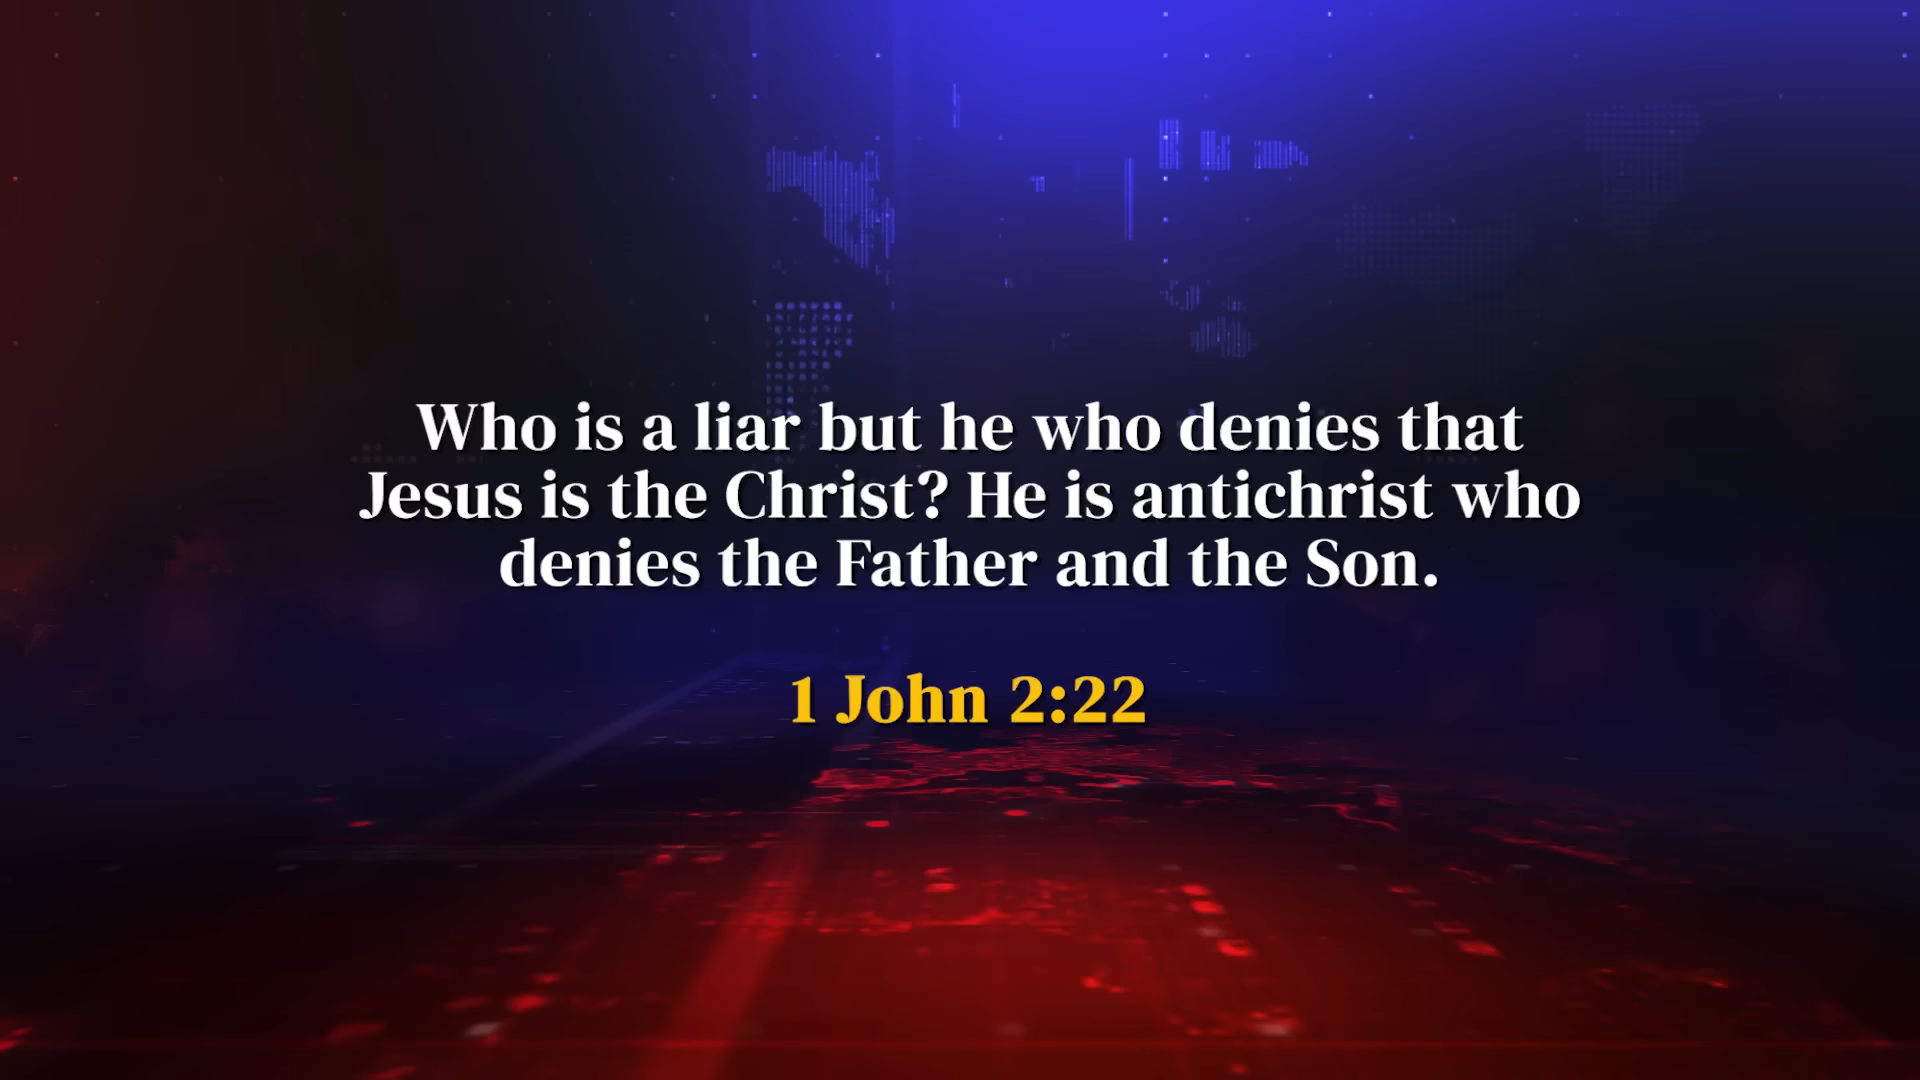 Who is a liar but he who denies that
Jesus is the Christ? He is antichrist who
denies the Father and the Son.
1 John 2:22